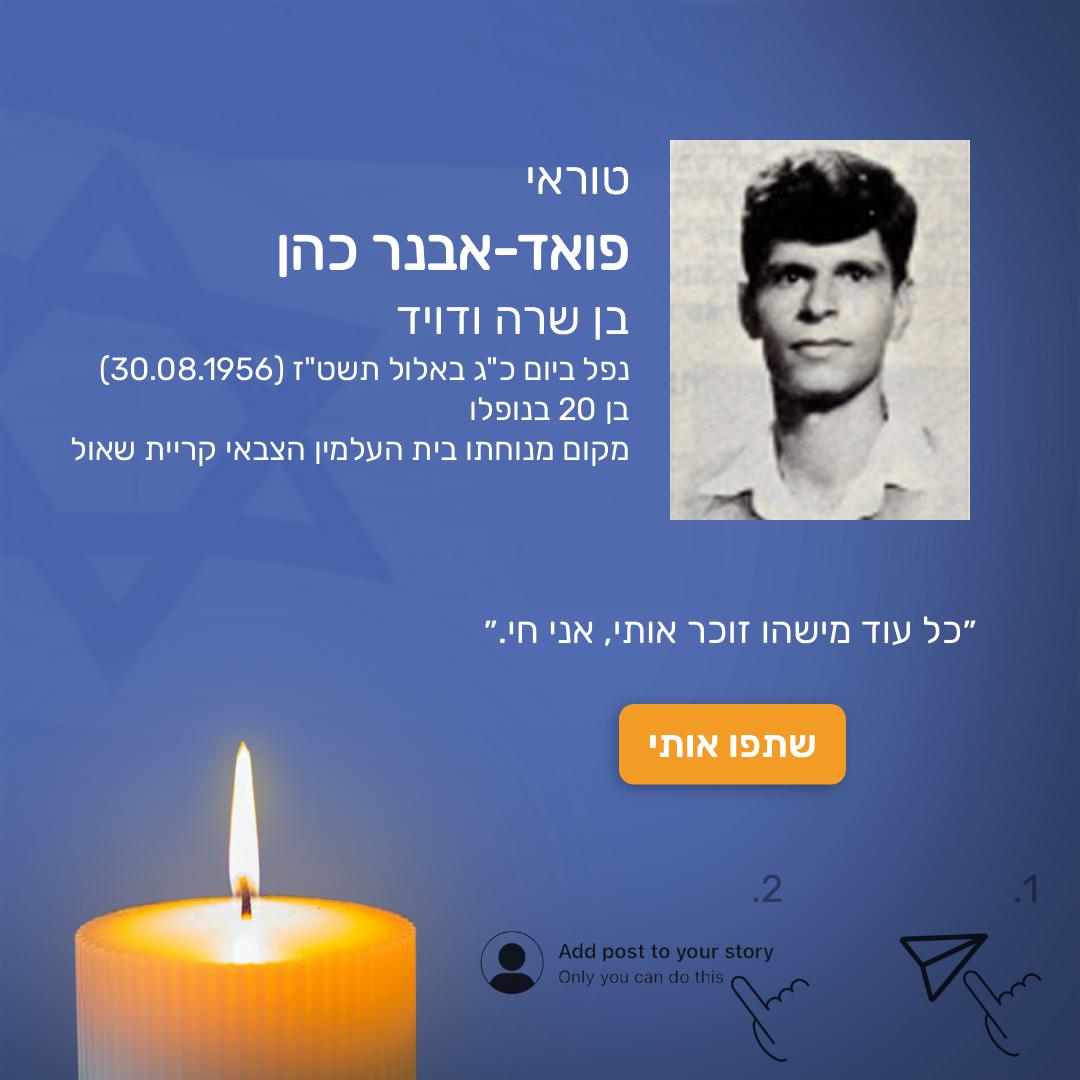 טוראי
פואד-אבנר כהן
בן שרה ודויד
נפל ביום כ"ג באלול תשט"ז (30.08.1956)
בן 20 בנופלו
מקום מנוחתו בית העלמין הצבאי קריית שאול
״כל עוד מישהו זוכר אותי, אני חי.״
שתפו אותי
1.
2.
Add post to your story
Only you can do this